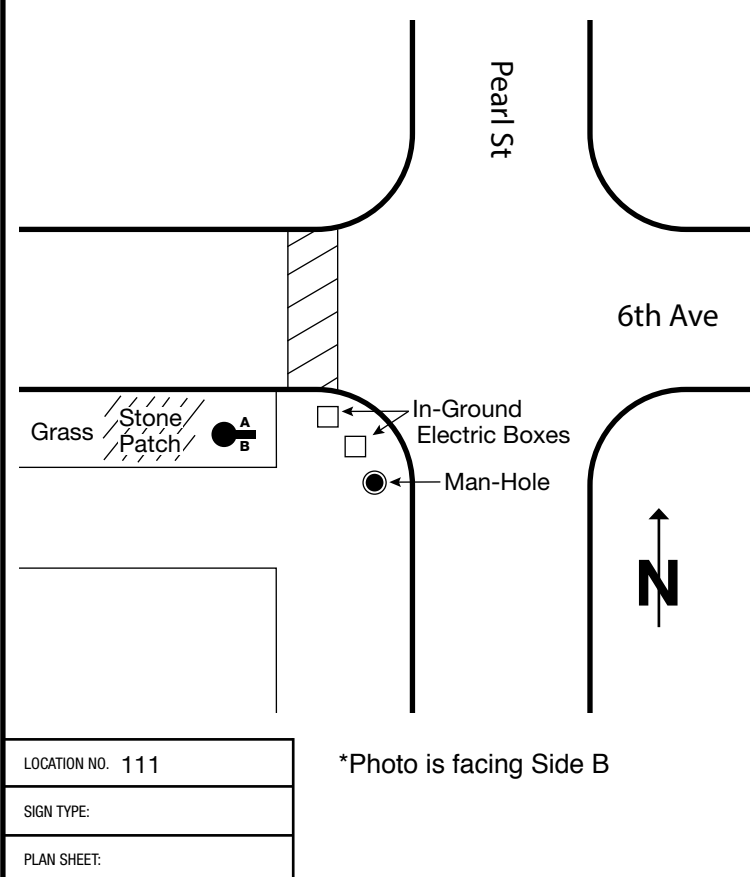 Pearl St
6th Ave
In-Ground
Electric Boxes
Grass
Stone
Patch
A
B
Man-Hole
N
LOCATION NO. 111
*Photo is facing Side B
SIGN TYPE:
PLAN SHEET: